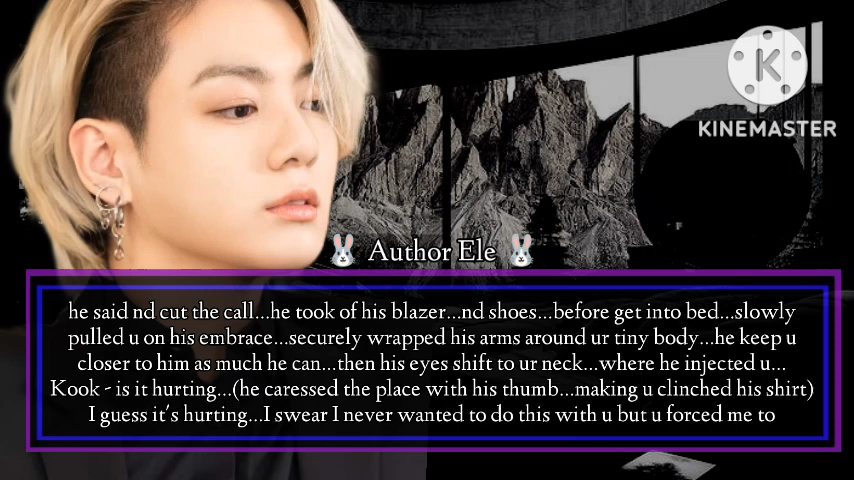 K
KINEMASTER
🐰 Author Ele 🐰
he said nd cut the call...he took of his blazer...nd shoes...before get into bed...slowly
pulled u on his embrace...securely wrapped his arms around ur tiny body...he keep u
closer to him as much he can...then his eyes shift to ur neck...where he injected u...
Kook - is it hurting...(he caressed the place with his thumb...making u clinched his shirt)
I guess it's hurting...I swear I never wanted to do this with u but u forced me to